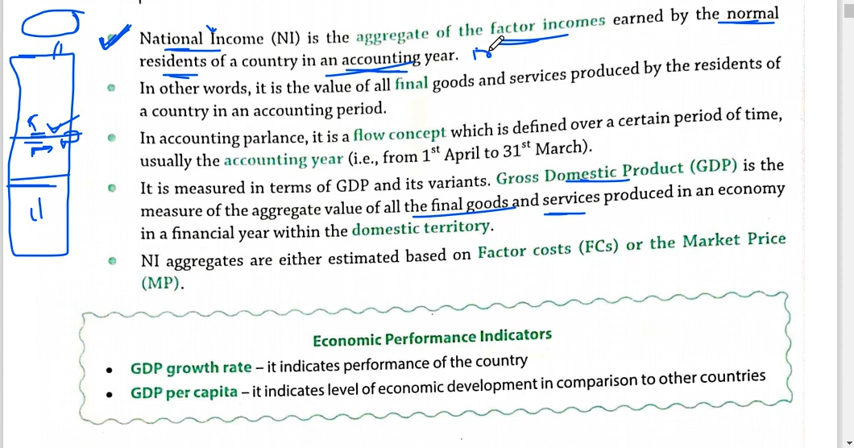 National Income (NI) is the aggregate of the factor incomes earned by the normal
residents of a country in an accounting year.
In other words, it is the value of all final goods and services produced by the residents of
a country in an accounting period.
In accounting parlance, it is a flow concept which is defined over a certain period of time,
usually the accounting year (i.e., from 1st April to 31st March).
It is measured in terms of GDP and its variants. Gross Domestic Product (GDP) is the
measure of the aggregate value of all the final goods and services produced in an economy
in a financial year within the domestic territory.
NI aggregates are either estimated based on Factor costs (FCs) or the Market Price
(MP).
Economic Performance Indicators
• GDP growth rate – it indicates performance of the country
• GDP per capita – it indicates level of economic development in comparison to other countries